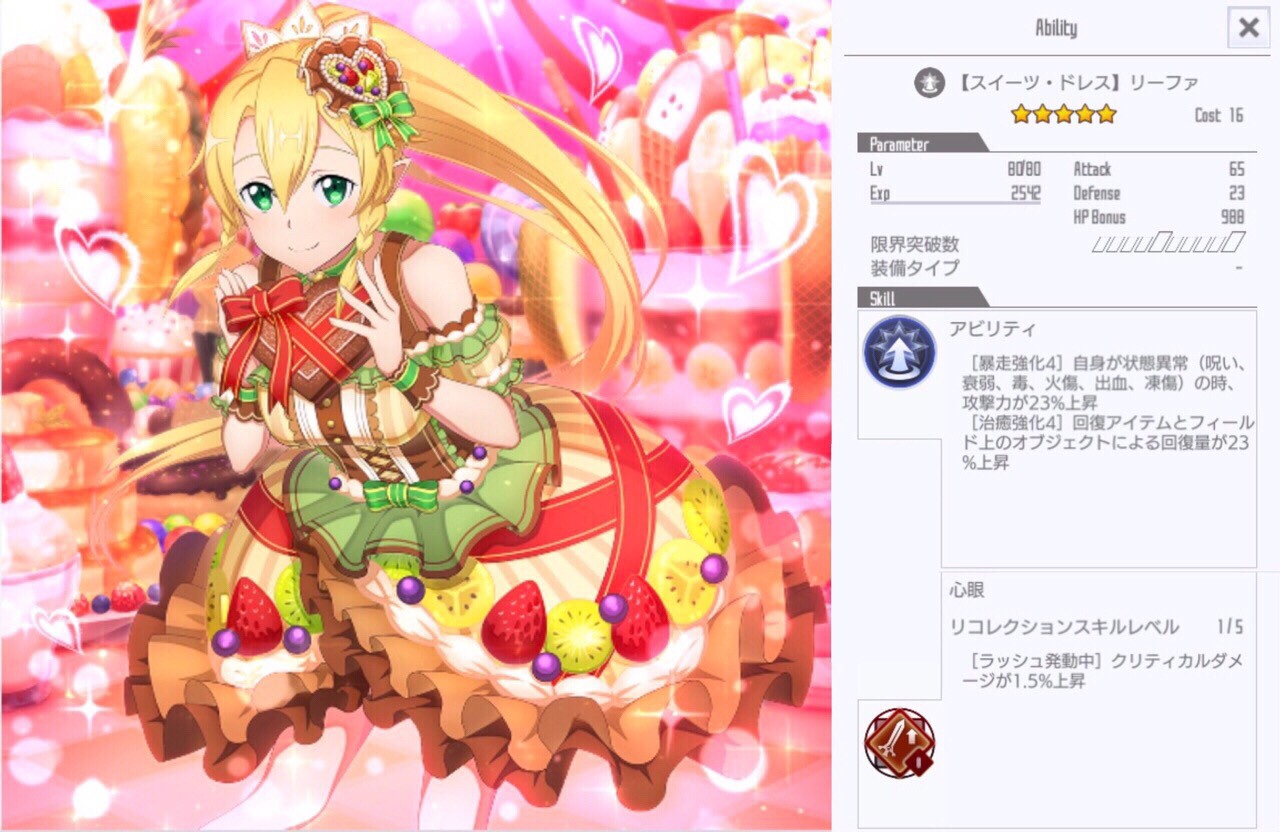 Ability
【スイーツ・ドレス】リーファ
Cost 16
Parameter
Lv 80/80 Attack 65
Exp 2542 Defense 23
HP Bonus 988
限界突破数
装備タイプ -
Skill
アビリティ
［暴走強化4］自身が状態異常（呪い、
衰弱、毒、火傷、出血、凍傷）の時、
攻撃力が23%上昇
［治癒強化4］回復アイテムとフィール
ド上のオブジェクトによる回復量が23
%上昇
心眼
リコレクションスキルレベル 1/5
［ラッシュ発動中］クリティカルダメ
ージが1.5%上昇